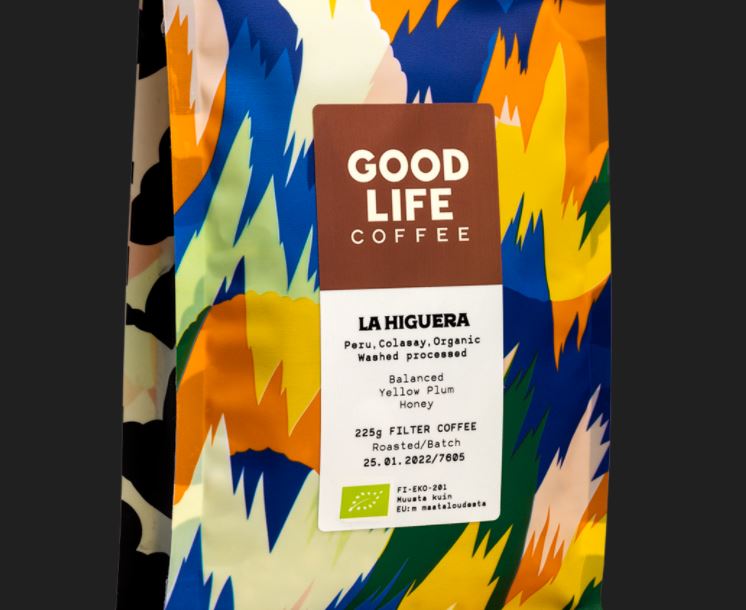 GOOD
LIFE
COFFEE
LA HIGUERA
Peru,Colasay,Organic
Washed processed
Balanced
Yellow Plum
Honey
225g FILTER COFFEE
Roasted/Batch
25.01.2022/7605
FI-EKO-201
Muusta kuin
EU:n maataloudesta